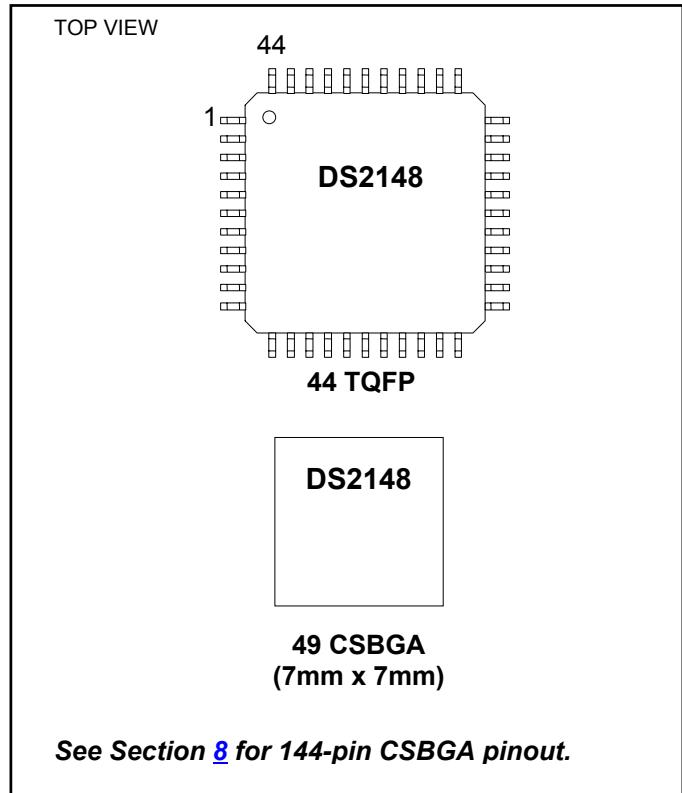 TOP VIEW
44
1
DS2148
44 TQFP
DS2148
49 CSBGA
(7mm x 7mm)
See Section 8 for 144-pin CSBGA pinout.